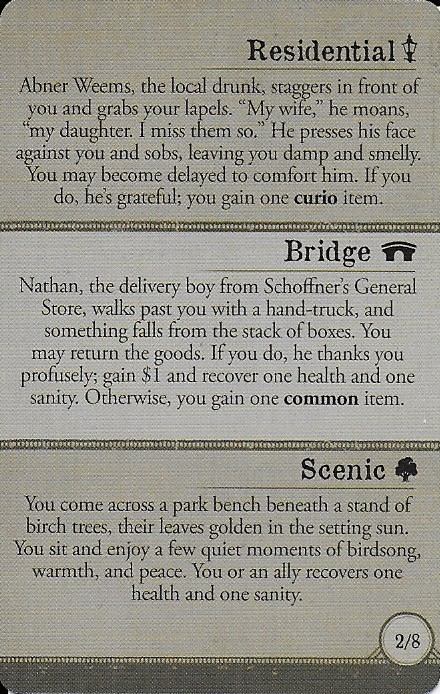 Residential
Abner Weems, the local drunk, staggers in front of
you and grabs your lapels. “My wife,” he moans,
“my daughter. I miss them so.” He presses his face
against you and sobs, leaving you damp and smelly.
You may become delayed to comfort him. If you
do, he’s grateful; you gain one curio item.
Bridge
Nathan, the delivery boy from Schoffner’s General
Store, walks past you with a hand-truck, and
something falls from the stack of boxes. You
may return the goods. If you do, he thanks you
profusely; gain $1 and recover one health and one
sanity. Otherwise, you gain one common item.
Scenic
You come across a park bench beneath a stand of
birch trees, their leaves golden in the setting sun.
You sit and enjoy a few quiet moments of birdsong,
warmth, and peace. You or an ally recovers one
health and one sanity.
2/8